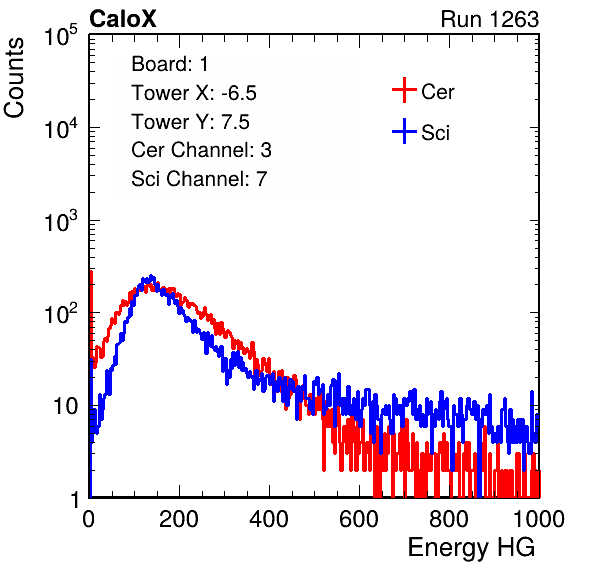 CaloX Run 1263
Counts
Board: 1
Tower X: -6.5
Tower Y: 7.5
Cer Channel: 3
Sci Channel: 7
Cer
Sci
10^5
10^4
10^3
10^2
10
1
0 200 400 600 800 1000
Energy HG